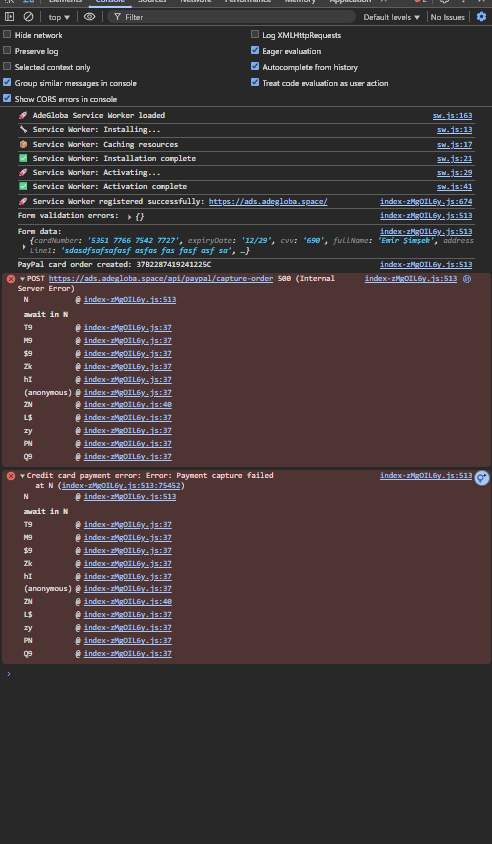 Elements Console Sources Network Performance Memory Application
top Filter Default levels No Issues
Hide network Log XMLHttpRequests
Preserve log Eager evaluation
Selected context only Autocomplete from history
Group similar messages in console Treat code evaluation as user action
Show CORS errors in console
🚀 AdeGloba Service Worker loaded sw.js:163
🔧 Service Worker: Installing... sw.js:13
📦 Service Worker: Caching resources sw.js:17
✅ Service Worker: Installation complete sw.js:21
🚀 Service Worker: Activating... sw.js:29
✅ Service Worker: Activation complete sw.js:41
🚀 Service Worker registered successfully: https://ads.adegloba.space/ index-zMgOIL6y.js:674
Form validation errors: ▸ {} index-zMgOIL6y.js:513
Form data: index-zMgOIL6y.js:513
{cardNumber: '5351 7766 7542 7727', expiryDate: '12/29', cvv: '690', fullName: 'Emir Şimşek', address
Line1: 'sdasdfsafsafasf asfas fas fasf asf sa', …}
PayPal card order created: 37B22B7419241225C index-zMgOIL6y.js:513
▾ POST https://ads.adegloba.space/api/paypal/capture-order 500 (Internal index-zMgOIL6y.js:513
Server Error)
N @ index-zMgOIL6y.js:513
await in N
T9 @ index-zMgOIL6y.js:37
M9 @ index-zMgOIL6y.js:37
$9 @ index-zMgOIL6y.js:37
Zk @ index-zMgOIL6y.js:37
hI @ index-zMgOIL6y.js:37
(anonymous) @ index-zMgOIL6y.js:37
ZN @ index-zMgOIL6y.js:40
L$ @ index-zMgOIL6y.js:37
zy @ index-zMgOIL6y.js:37
PN @ index-zMgOIL6y.js:37
Q9 @ index-zMgOIL6y.js:37
▾ Credit card payment error: Error: Payment capture failed index-zMgOIL6y.js:513
at N (index-zMgOIL6y.js:513:75452)
N @ index-zMgOIL6y.js:513
await in N
T9 @ index-zMgOIL6y.js:37
M9 @ index-zMgOIL6y.js:37
$9 @ index-zMgOIL6y.js:37
Zk @ index-zMgOIL6y.js:37
hI @ index-zMgOIL6y.js:37
(anonymous) @ index-zMgOIL6y.js:37
ZN @ index-zMgOIL6y.js:40
L$ @ index-zMgOIL6y.js:37
zy @ index-zMgOIL6y.js:37
PN @ index-zMgOIL6y.js:37
Q9 @ index-zMgOIL6y.js:37